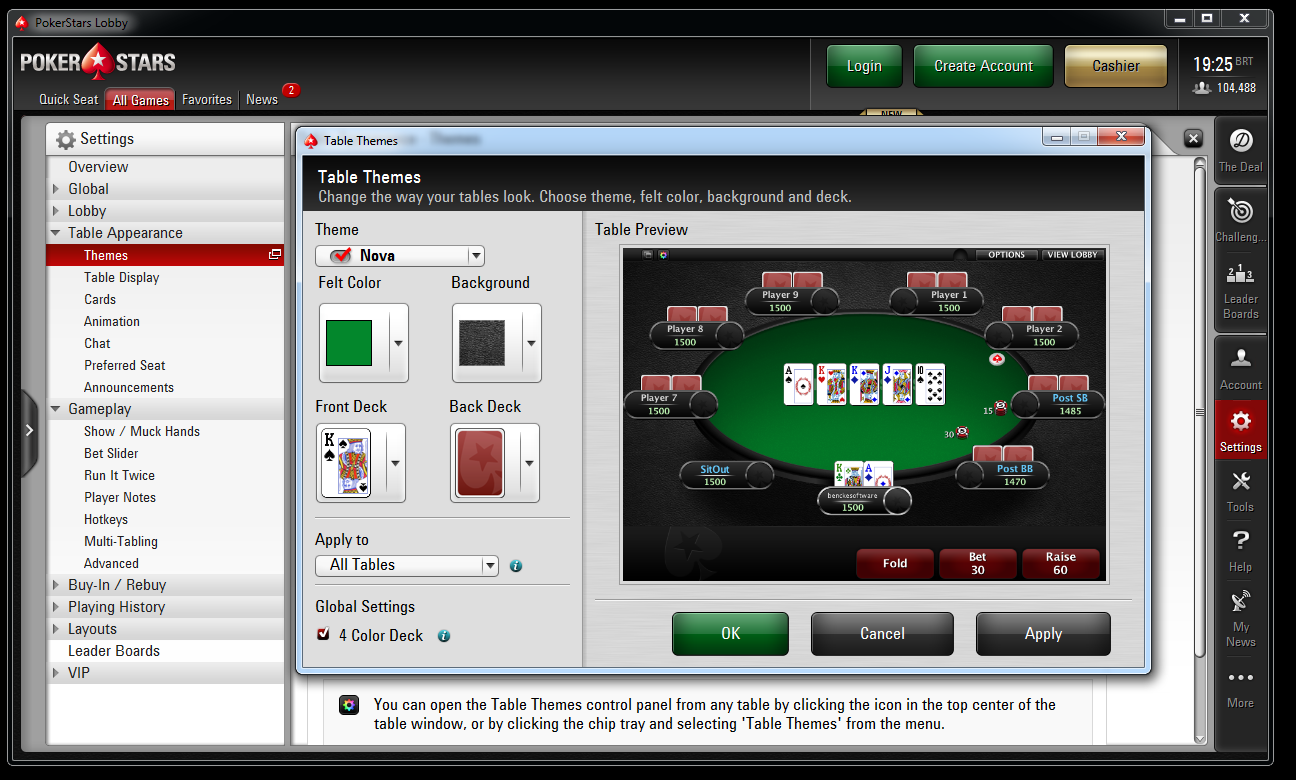 PokerStars Lobby
POKER STARS
Login
Create Account
Cashier
19:25 BRT
104,488
Quick Seat
All Games
Favorites
News
2
NEW
Settings
Overview
Global
Lobby
Table Appearance
Themes
Table Display
Cards
Animation
Chat
Preferred Seat
Announcements
Gameplay
Show / Muck Hands
Bet Slider
Run It Twice
Player Notes
Hotkeys
Multi-Tabling
Advanced
Buy-In / Rebuy
Playing History
Layouts
Leader Boards
VIP
Table Themes
Themes
Table Themes
Change the way your tables look. Choose theme, felt color, background and deck.
Theme
Nova
Felt Color
Background
Front Deck
Back Deck
K
Apply to
All Tables
Global Settings
4 Color Deck
Table Preview
OPTIONS
VIEW LOBBY
Player 9
1500
Player 1
1500
Player 8
1500
Player 2
1500
A
K
K
J
10
Player 7
1500
Post SB
1485
15
30
SitOut
1500
K
A
benckesoftware
1500
Post BB
1470
Fold
Bet
30
Raise
60
OK
Cancel
Apply
You can open the Table Themes control panel from any table by clicking the icon in the top center of the
table window, or by clicking the chip tray and selecting 'Table Themes' from the menu.
The Deal
Challeng...
2 1 3
Leader
Boards
Account
Settings
Tools
Help
My
News
More